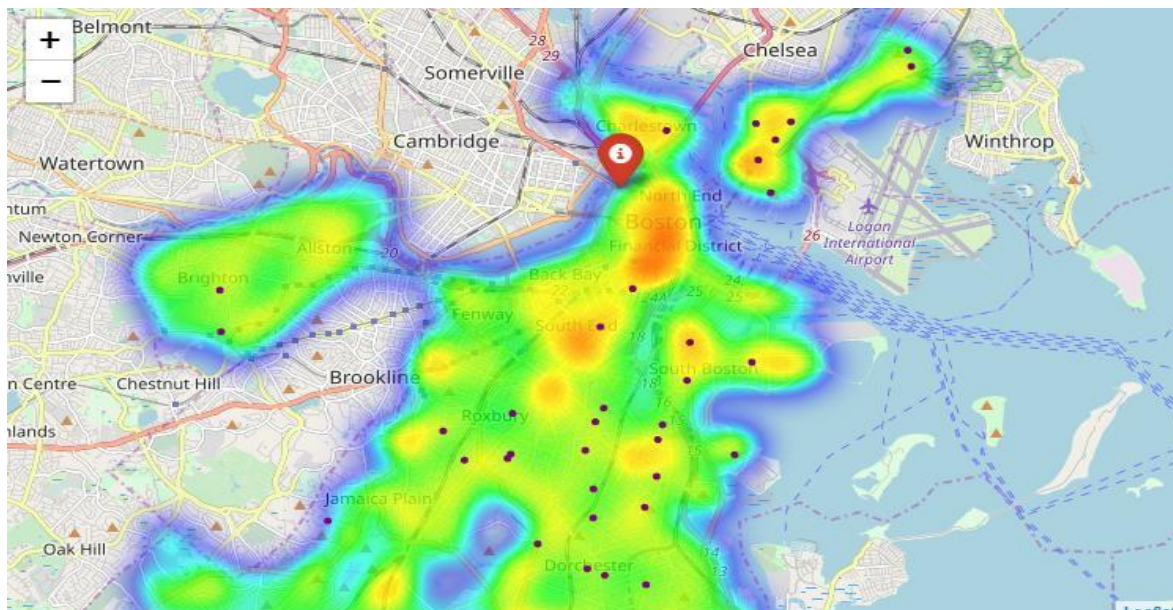 +
Belmont
28
29
Chelsea
−
Somerville
Charlestown
Cambridge
Winthrop
Watertown
i
North End
Boston
Newton Corner
Allston
20
Financial District
26
Logan
International
Airport
Brighton
Back Bay
24,
25
22
25
24A
Fenway
South End
18
Chestnut Hill
Brookline
South Boston
18
16
Roxbury
15
15
Jamaica Plain
Oak Hill
14
Dorchester
13